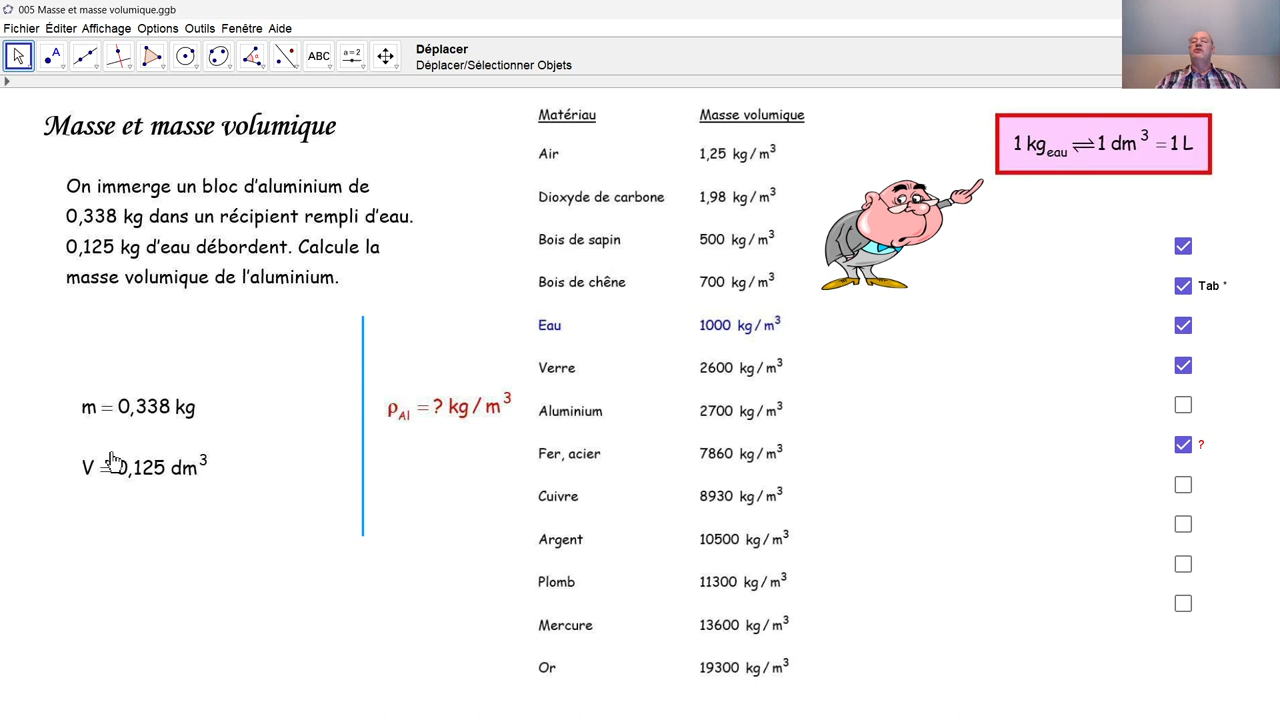 005 Masse et masse volumique.ggb
Fichier Éditer Affichage Options Outils Fenêtre Aide
A ABC a=2 Déplacer
Déplacer/Sélectionner Objets
Masse et masse volumique
On immerge un bloc d'aluminium de
0,338 kg dans un récipient rempli d'eau.
0,125 kg d'eau débordent. Calcule la
masse volumique de l'aluminium.
m = 0,338 kg
V = 0,125 dm³
ρAl = ? kg / m³
Matériau Masse volumique
Air 1,25 kg / m³
Dioxyde de carbone 1,98 kg / m³
Bois de sapin 500 kg / m³
Bois de chêne 700 kg / m³
Eau 1000 kg / m³
Verre 2600 kg / m³
Aluminium 2700 kg / m³
Fer, acier 7860 kg / m³
Cuivre 8930 kg / m³
Argent 10500 kg / m³
Plomb 11300 kg / m³
Mercure 13600 kg / m³
Or 19300 kg / m³
1 kgeau ⇌ 1 dm³ = 1 L
Tab *
?